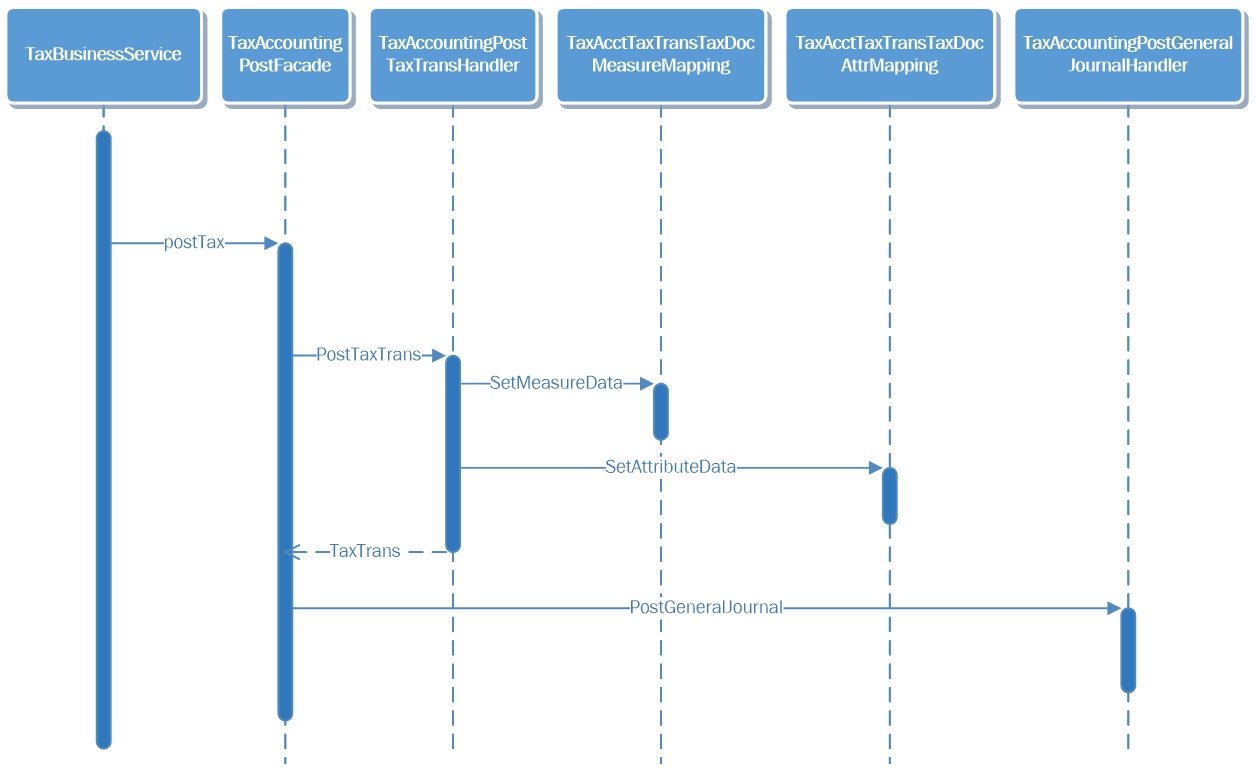 TaxBusinessService
TaxAccounting
PostFacade
TaxAccountingPost
TaxTransHandler
TaxAcctTaxTransTaxDoc
MeasureMapping
TaxAcctTaxTransTaxDoc
AttrMapping
TaxAccountingPostGeneral
JournalHandler
postTax
PostTaxTrans
SetMeasureData
SetAttributeData
TaxTrans
PostGeneralJournal